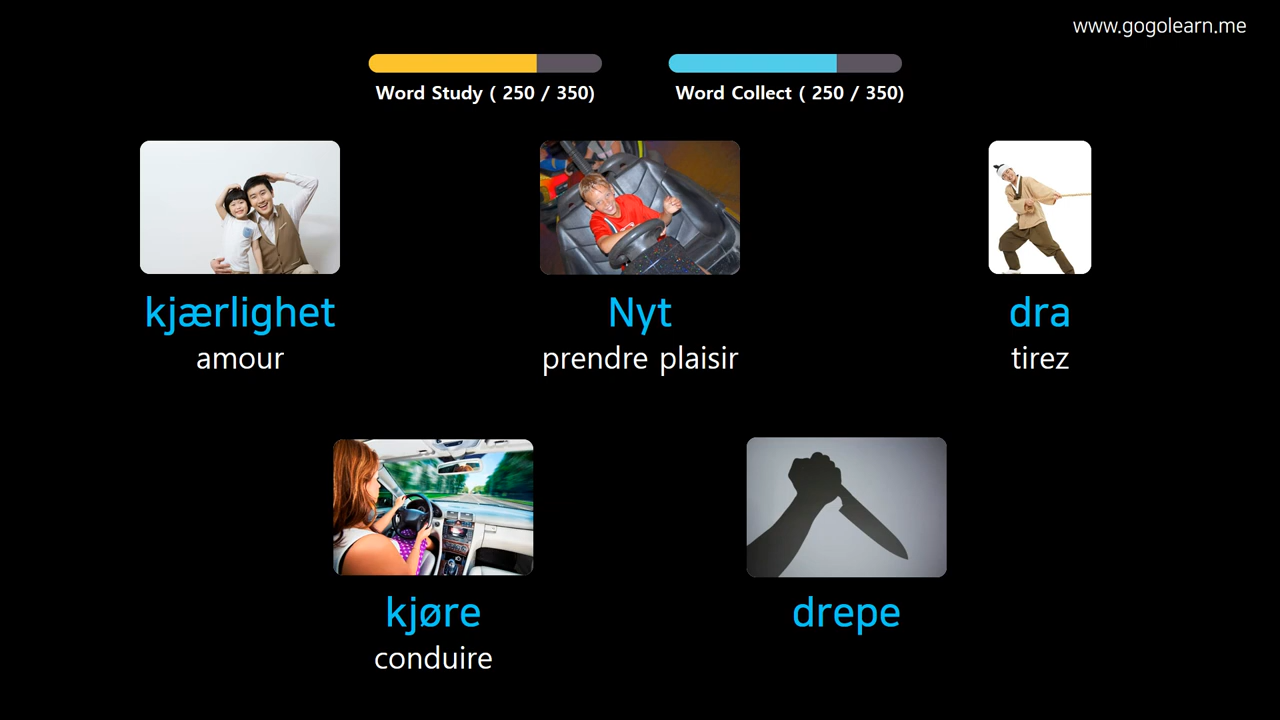 www.gogolearn.me
Word Study ( 250 / 350)
Word Collect ( 250 / 350)
kjærlighet
amour
Nyt
prendre plaisir
dra
tirez
kjøre
conduire
drepe